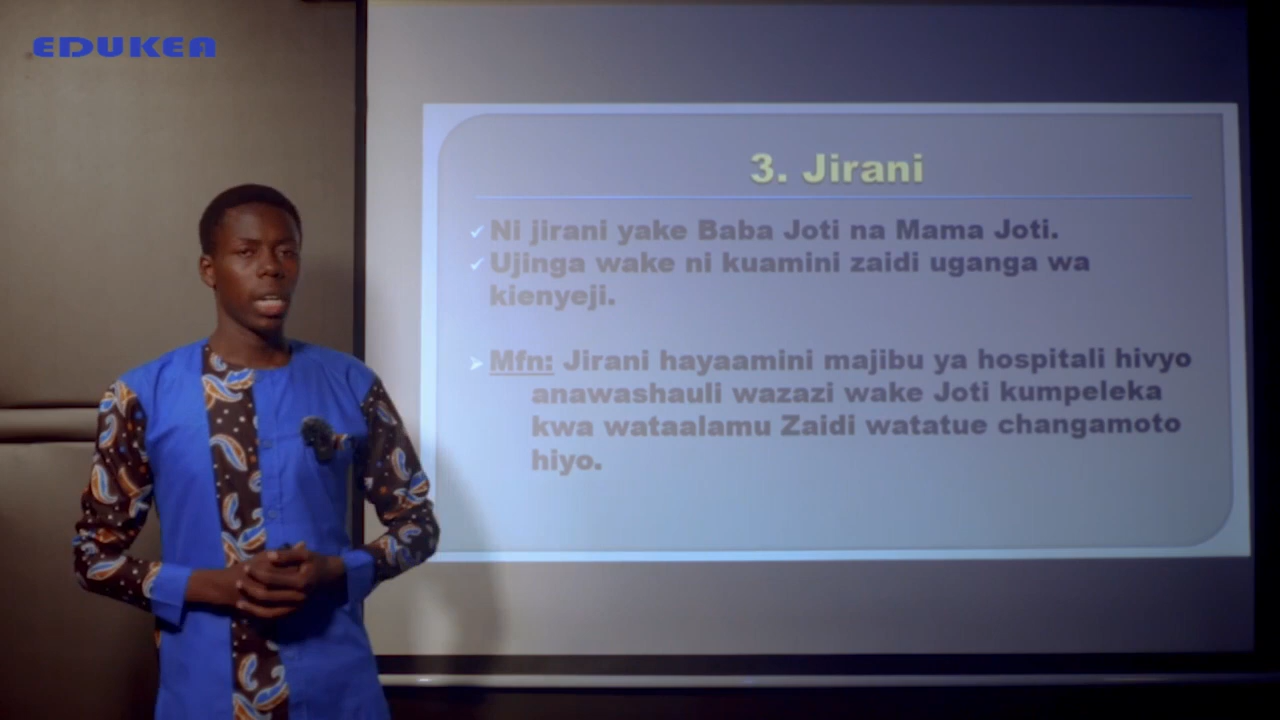 EDUKEA
3. Jirani
Ni jirani yake Baba Joti na Mama Joti.
Ujinga wake ni kuamini zaidi uganga wa
kienyeji.
Mfn: Jirani hayaamini majibu ya hospitali hivyo
anawashauli wazazi wake Joti kumpeleka
kwa wataalamu Zaidi watatue changamoto
hiyo.